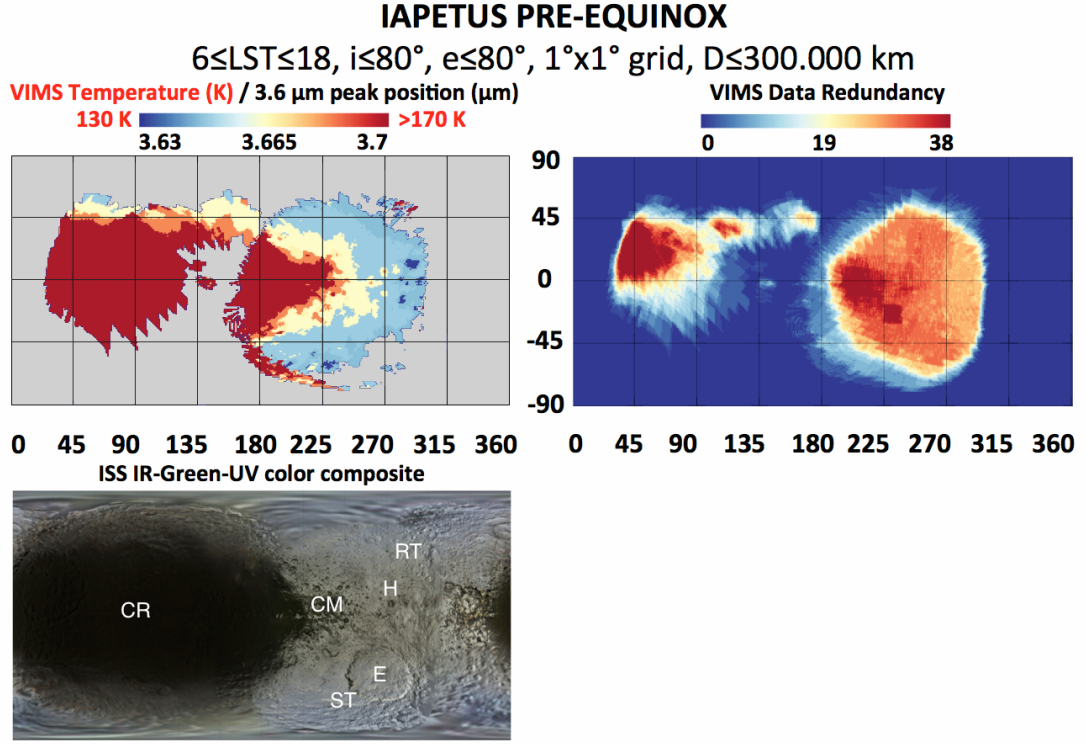 IAPETUS PRE-EQUINOX
6≤LST≤18, i≤80°, e≤80°, 1°x1° grid, D≤300.000 km
VIMS Temperature (K) / 3.6 μm peak position (μm)
130 K >170 K
3.63 3.665 3.7
VIMS Data Redundancy
0 19 38
90
45
0
-45
-90
0 45 90 135 180 225 270 315 360
0 45 90 135 180 225 270 315 360
ISS IR-Green-UV color composite
RT
H
CR
CM
E
ST